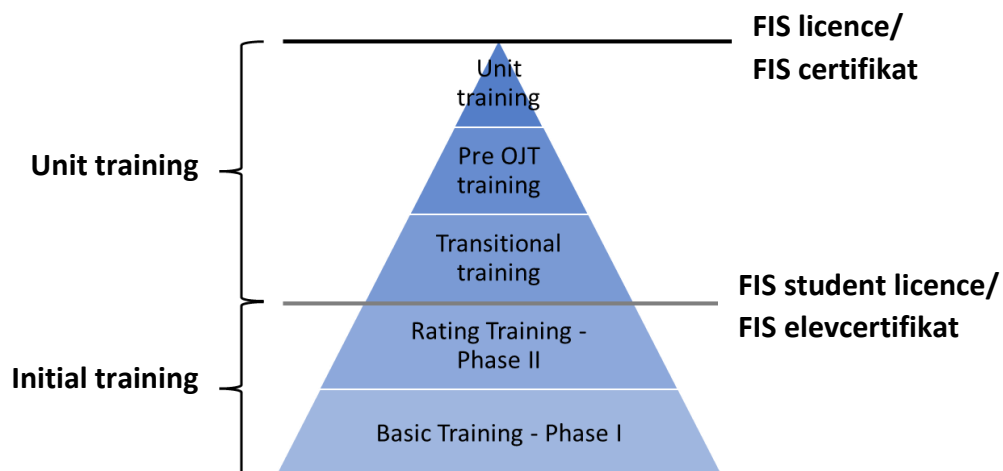 FIS licence/
FIS certifikat
Unit
training
Unit training
Pre OJT
training
Transitional
training
FIS student licence/
FIS elevcertifikat
Rating Training -
Phase II
Initial training
Basic Training - Phase I